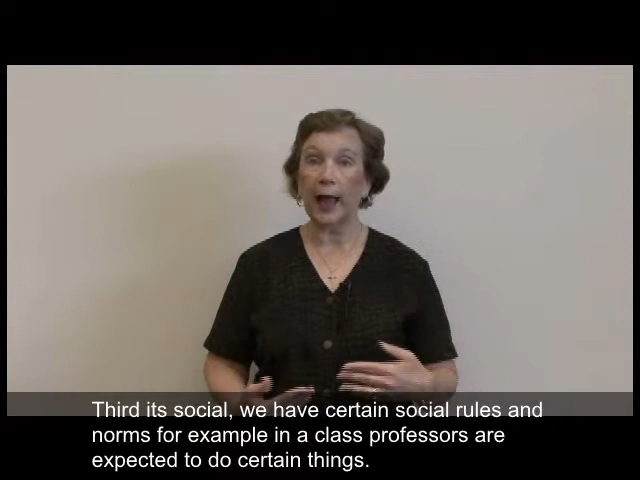 Third its social, we have certain social rules and
norms for example in a class professors are
expected to do certain things.